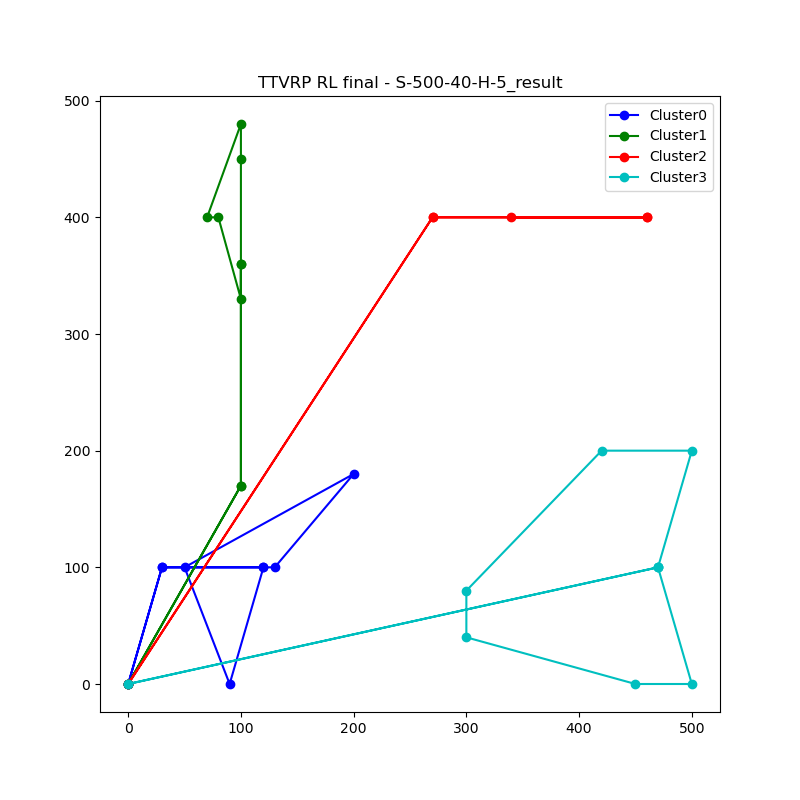 TTVRP RL final - S-500-40-H-5_result
Cluster0
Cluster1
Cluster2
Cluster3
500
400
300
200
100
0
0 100 200 300 400 500